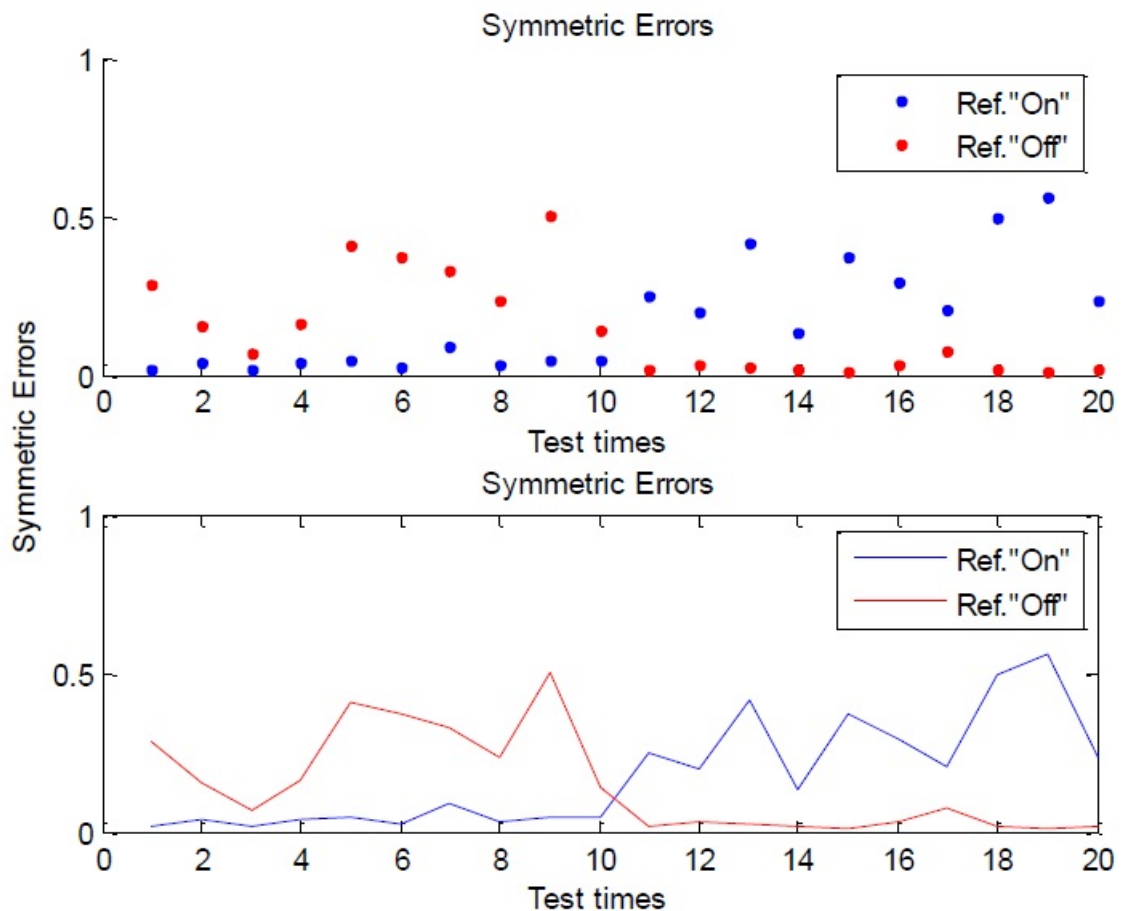 Symmetric Errors
1
Ref."On"
Ref."Off"
0.5
0
0 2 4 6 8 10 12 14 16 18 20
Test times
Symmetric Errors
Symmetric Errors
1
Ref."On"
Ref."Off"
0.5
0
0 2 4 6 8 10 12 14 16 18 20
Test times